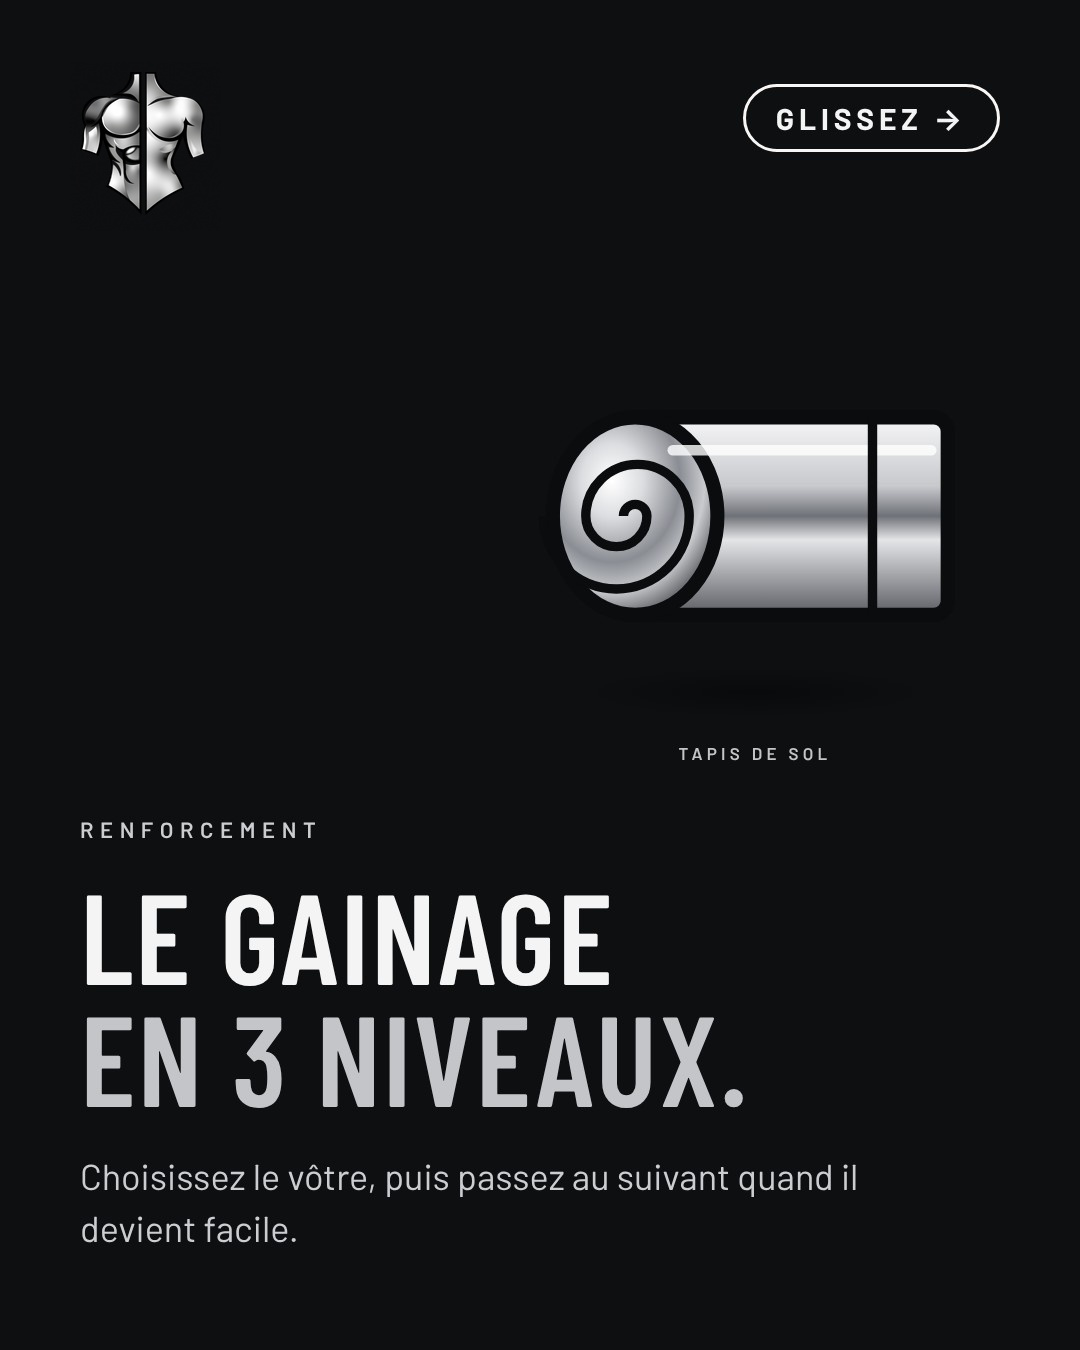 GLISSEZ →
TAPIS DE SOL
RENFORCEMENT
LE GAINAGE
EN 3 NIVEAUX.
Choisissez le vôtre, puis passez au suivant quand il
devient facile.